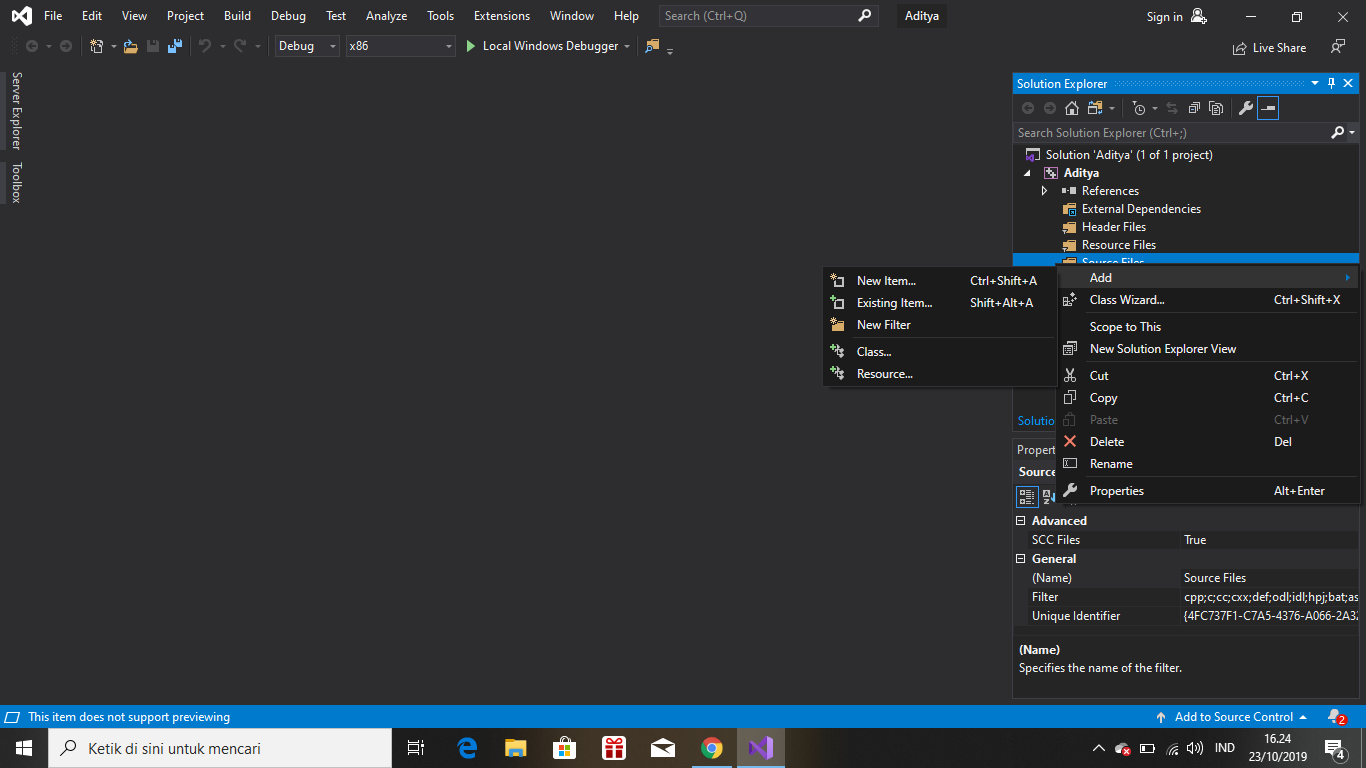 File Edit View Project Build Debug Test Analyze Tools Extensions Window Help Search (Ctrl+Q) Aditya Sign in
Debug x86 Local Windows Debugger Live Share
Server Explorer
Toolbox
Solution Explorer
Search Solution Explorer (Ctrl+;)
Solution 'Aditya' (1 of 1 project)
Aditya
References
External Dependencies
Header Files
Resource Files
Source Files
New Item... Ctrl+Shift+A
Existing Item... Shift+Alt+A
New Filter
Class...
Resource...
Add
Class Wizard... Ctrl+Shift+X
Scope to This
New Solution Explorer View
Cut Ctrl+X
Copy Ctrl+C
Paste Ctrl+V
Delete Del
Rename
Properties Alt+Enter
Solutio
Propert
Source
Advanced
SCC Files True
General
(Name) Source Files
Filter cpp;c;cc;cxx;def;odl;idl;hpj;bat;as
Unique Identifier {4FC737F1-C7A5-4376-A066-2A32
(Name)
Specifies the name of the filter.
This item does not support previewing Add to Source Control 2
Ketik di sini untuk mencari IND 16.24
23/10/2019 4